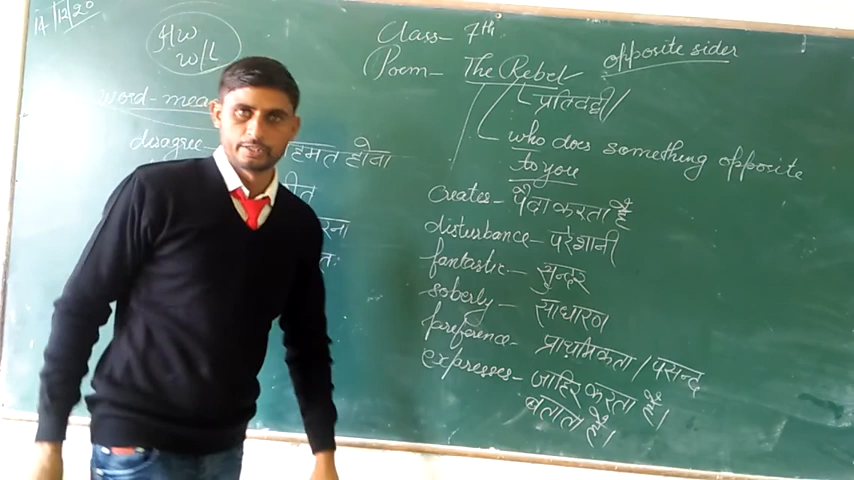 14/12/20
H/W
W/L
Class- 7th
Poem- The Rebel
opposite sider
प्रतिद्वंद्दी/
who does something opposite
to you
word-mea
disagree-
हमत होना
रना
creates- पैदा करता है
disturbance- परेशानी
fantastic- सुन्दर
soberly- साधारण
preference- प्राथमिकता/पसन्द
expresses- जाहिर करता है।
बताता है।